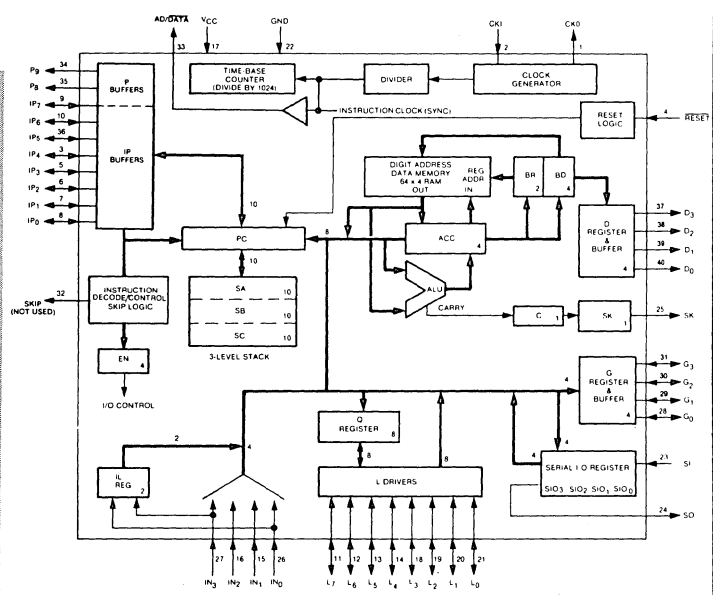 AD/DATA
VCC
GND
CKI
CKO
33
17
22
2
1
P9 34
P8 35
IP7 9
IP6 10
IP5 36
IP4 3
IP3 5
IP2 6
IP1 7
IP0 8
P
BUFFERS
IP
BUFFERS
TIME-BASE
COUNTER
(DIVIDE BY 1024)
DIVIDER
CLOCK
GENERATOR
INSTRUCTION CLOCK (SYNC)
RESET
LOGIC
4
RESET
DIGIT ADDRESS
DATA MEMORY
64 x 4 RAM
OUT
REG
ADDR
IN
BR
2
BD
4
10
8
PC
10
ACC
4
ALU
CARRY
D
REGISTER
&
BUFFER
4
37 D3
38 D2
39 D1
40 D0
SKIP
(NOT USED)
32
INSTRUCTION
DECODE/CONTROL
SKIP LOGIC
EN
4
I/O CONTROL
SA 10
SB 10
SC 10
3-LEVEL STACK
C
1
SK
1
25 SK
G
REGISTER
&
BUFFER
4
4
31 G3
30 G2
29 G1
28 G0
2
4
IL
REG
2
Q
REGISTER
8
8
8
L DRIVERS
4
4
SERIAL I/O REGISTER
SIO3 SIO2 SIO1 SIO0
SI
24 SO
27 16 15 26
IN3 IN2 IN1 IN0
11 12 13 14 18 19 20 21
L7 L6 L5 L4 L3 L2 L1 L0